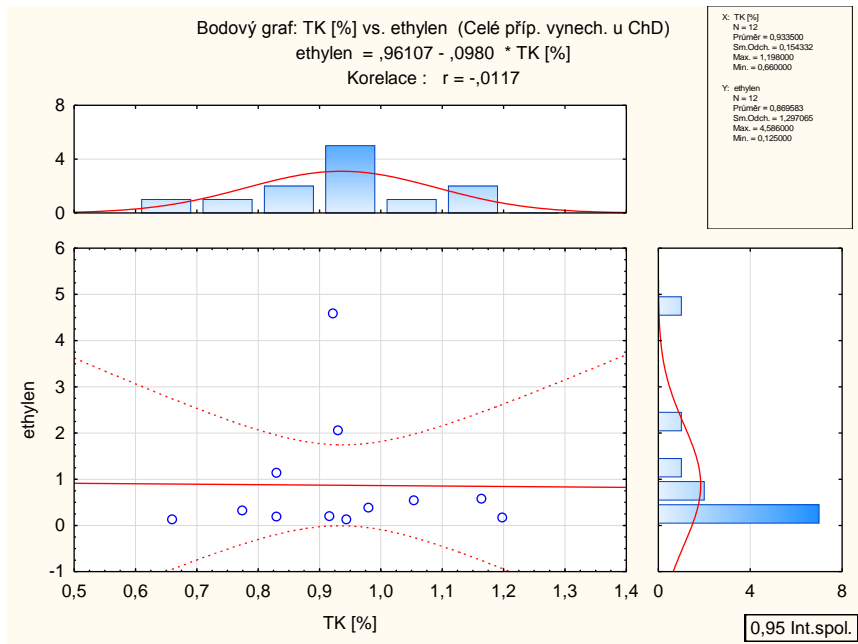 Bodový graf: TK [%] vs. ethylen (Celé příp. vynech. u ChD)
ethylen = ,96107 - ,0980 * TK [%]
Korelace : r = -,0117
X: TK [%]
N = 12
Průměr = 0,933500
Sm.Odch. = 0,154332
Max. = 1,198000
Min. = 0,660000
Y: ethylen
N = 12
Průměr = 0,869583
Sm.Odch. = 1,297065
Max. = 4,586000
Min. = 0,125000
8
4
0
6
5
4
3
2
1
0
-1
ethylen
0,5 0,6 0,7 0,8 0,9 1,0 1,1 1,2 1,3 1,4
TK [%]
0 4 8
0,95 Int.spol.